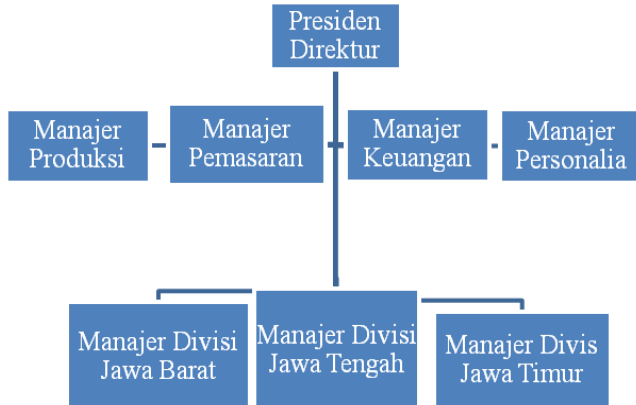 Presiden
Direktur
Manajer
Produksi
Manajer
Pemasaran
Manajer
Keuangan
Manajer
Personalia
Manajer Divisi
Jawa Barat
Manajer Divisi
Jawa Tengah
Manajer Divis
Jawa Timur